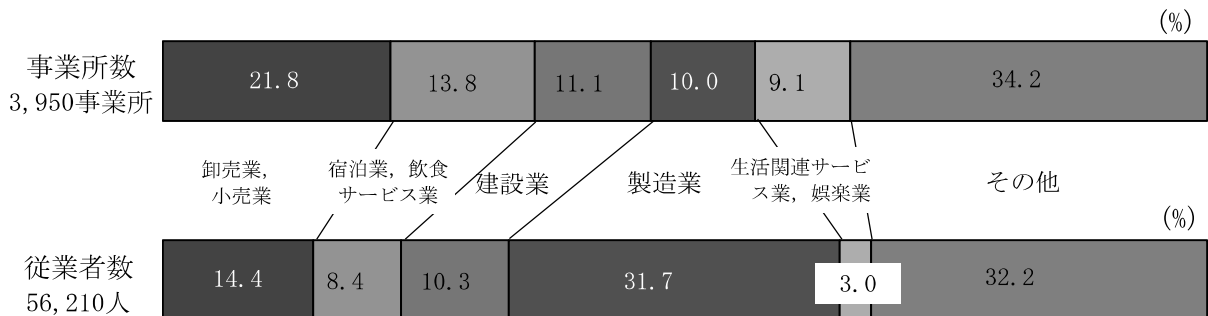 (%)
事業所数
3,950事業所
21.8
13.8
11.1
10.0
9.1
34.2
卸売業,
小売業
宿泊業, 飲食
サービス業
建設業
製造業
生活関連サービ
ス業, 娯楽業
その他
(%)
従業者数
56,210人
14.4
8.4
10.3
31.7
3.0
32.2